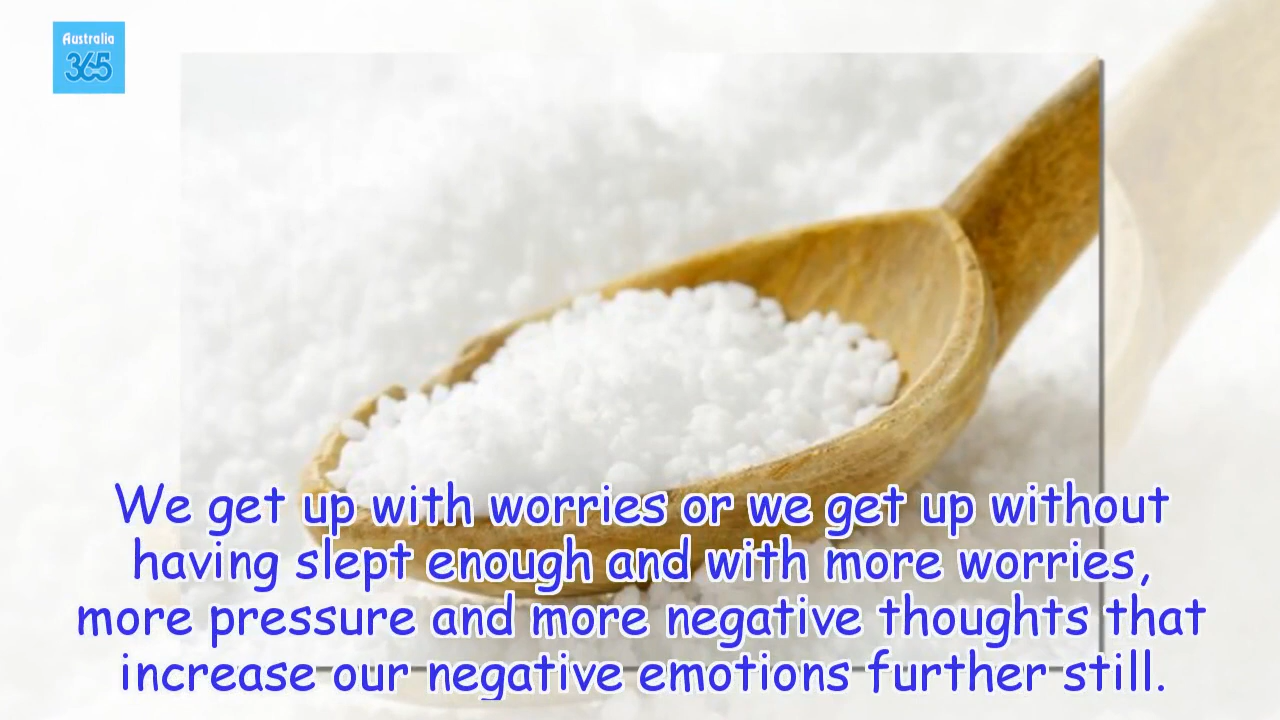 Australia
365
We get up with worries or we get up without
having slept enough and with more worries,
more pressure and more negative thoughts that
increase our negative emotions further still.